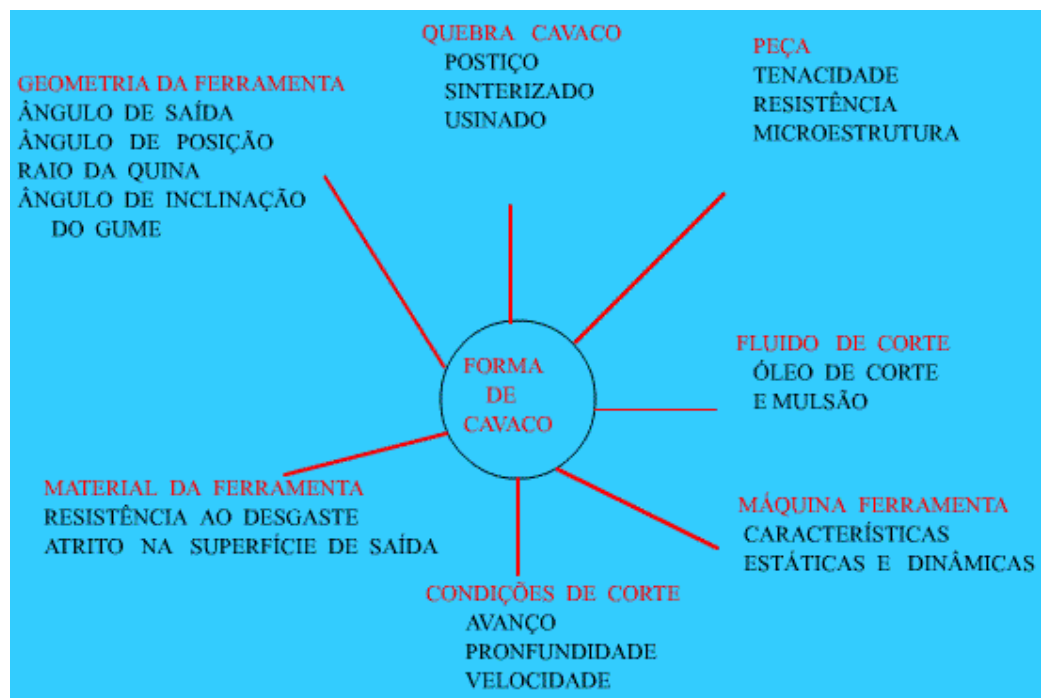 QUEBRA CAVACO
POSTIÇO
SINTERIZADO
USINADO
PEÇA
TENACIDADE
RESISTÊNCIA
MICROESTRUTURA
GEOMETRIA DA FERRAMENTA
ÂNGULO DE SAÍDA
ÂNGULO DE POSIÇÃO
RAIO DA QUINA
ÂNGULO DE INCLINAÇÃO
DO GUME
FORMA
DE
CAVACO
FLUIDO DE CORTE
ÓLEO DE CORTE
E MULSÃO
MATERIAL DA FERRAMENTA
RESISTÊNCIA AO DESGASTE
ATRITO NA SUPERFÍCIE DE SAÍDA
MÁQUINA FERRAMENTA
CARACTERÍSTICAS
ESTÁTICAS E DINÂMICAS
CONDIÇÕES DE CORTE
AVANÇO
PRONFUNDIDADE
VELOCIDADE